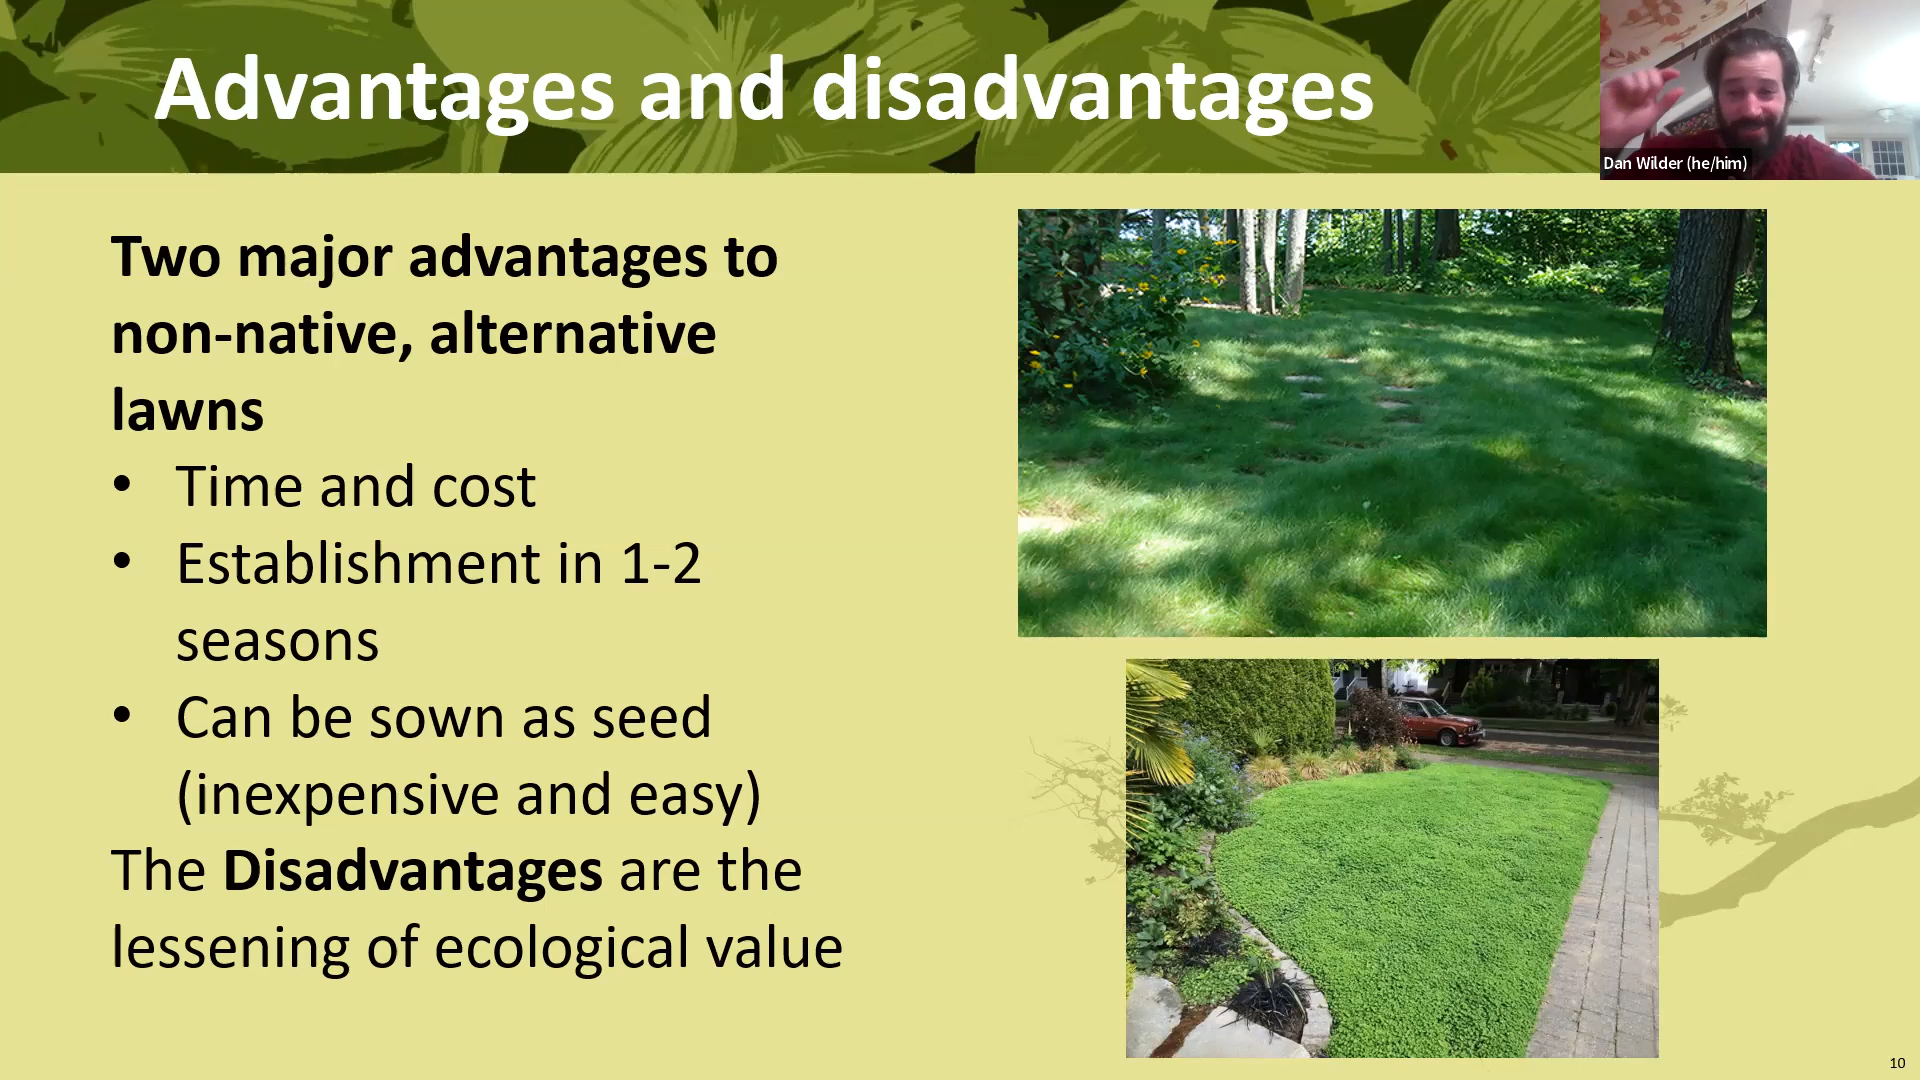 Advantages and disadvantages
Dan Wilder (he/him)
Two major advantages to
non-native, alternative
lawns
• Time and cost
• Establishment in 1-2
seasons
• Can be sown as seed
(inexpensive and easy)
The Disadvantages are the
lessening of ecological value
10